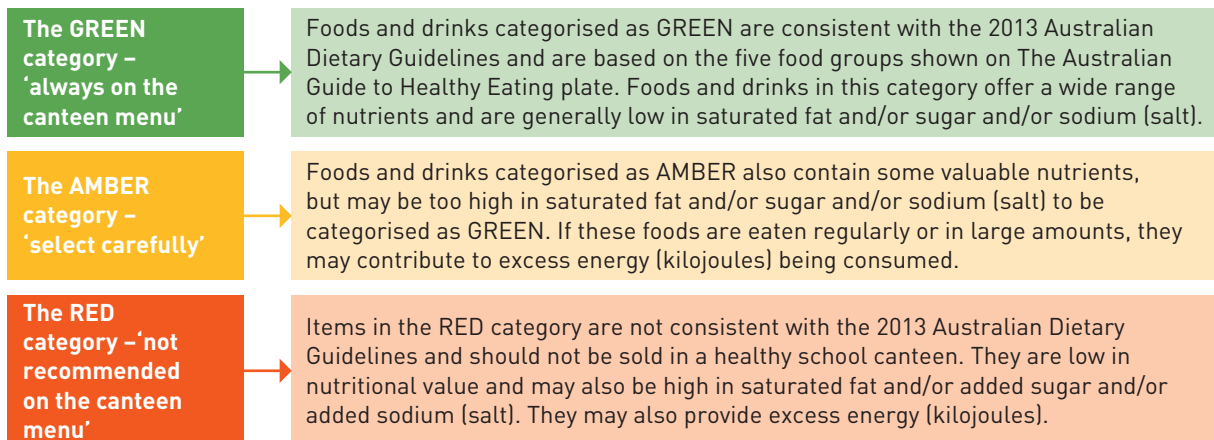 The GREEN
category –
‘always on the
canteen menu’
Foods and drinks categorised as GREEN are consistent with the 2013 Australian
Dietary Guidelines and are based on the five food groups shown on The Australian
Guide to Healthy Eating plate. Foods and drinks in this category offer a wide range
of nutrients and are generally low in saturated fat and/or sugar and/or sodium (salt).
The AMBER
category –
‘select carefully’
Foods and drinks categorised as AMBER also contain some valuable nutrients,
but may be too high in saturated fat and/or sugar and/or sodium (salt) to be
categorised as GREEN. If these foods are eaten regularly or in large amounts, they
may contribute to excess energy (kilojoules) being consumed.
The RED
category –‘not
recommended
on the canteen
menu’
Items in the RED category are not consistent with the 2013 Australian Dietary
Guidelines and should not be sold in a healthy school canteen. They are low in
nutritional value and may also be high in saturated fat and/or added sugar and/or
added sodium (salt). They may also provide excess energy (kilojoules).